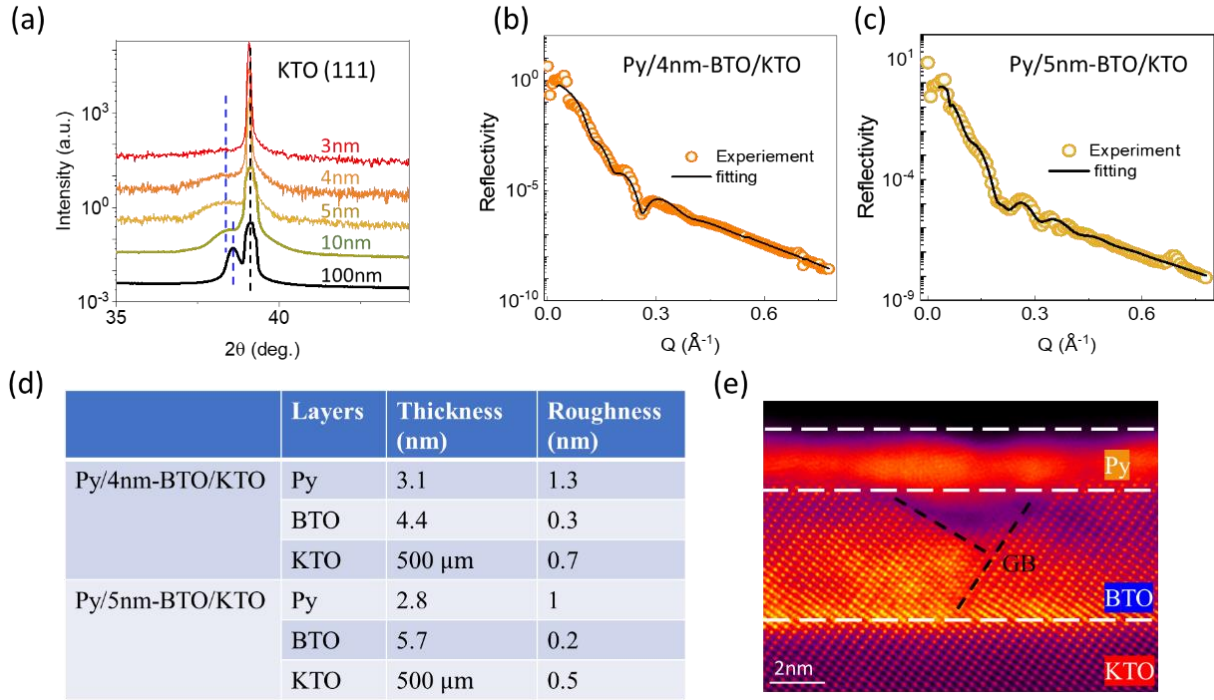 (a)
KTO (111)
3nm
4nm
5nm
10nm
100nm
10³
10⁰
10⁻³
Intensity (a.u.)
35
40
2θ (deg.)
(b)
Py/4nm-BTO/KTO
Experiement
fitting
10⁰
10⁻⁵
10⁻¹⁰
Reflectivity
0.0
0.3
0.6
Q (Å⁻¹)
(c)
Py/5nm-BTO/KTO
Experiment
fitting
10¹
10⁻⁴
10⁻⁹
Reflectivity
0.0
0.3
0.6
Q (Å⁻¹)
(d)
Layers Thickness (nm) Roughness (nm)
Py/4nm-BTO/KTO Py 3.1 1.3
BTO 4.4 0.3
KTO 500 µm 0.7
Py/5nm-BTO/KTO Py 2.8 1
BTO 5.7 0.2
KTO 500 µm 0.5
(e)
Py
GB
BTO
KTO
2nm